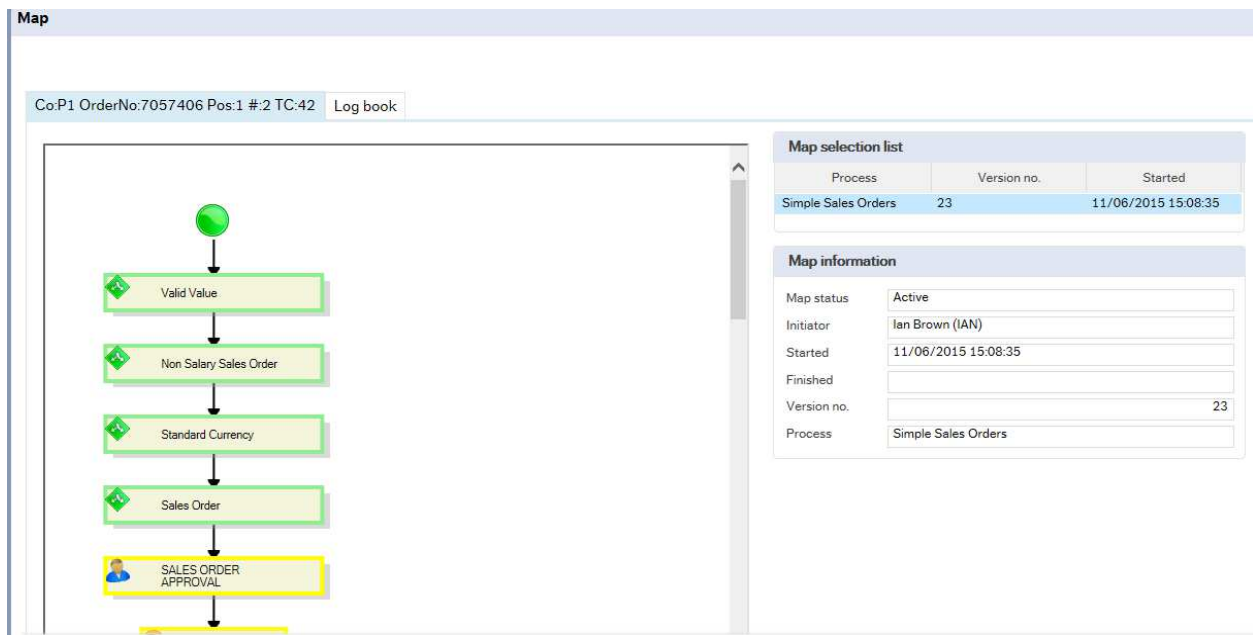 Map
Co:P1 OrderNo:7057406 Pos:1 #:2 TC:42
Log book
Valid Value
Non Salary Sales Order
Standard Currency
Sales Order
SALES ORDER
APPROVAL
Map selection list
Process Version no. Started
Simple Sales Orders 23 11/06/2015 15:08:35
Map information
Map status Active
Initiator Ian Brown (IAN)
Started 11/06/2015 15:08:35
Finished
Version no. 23
Process Simple Sales Orders